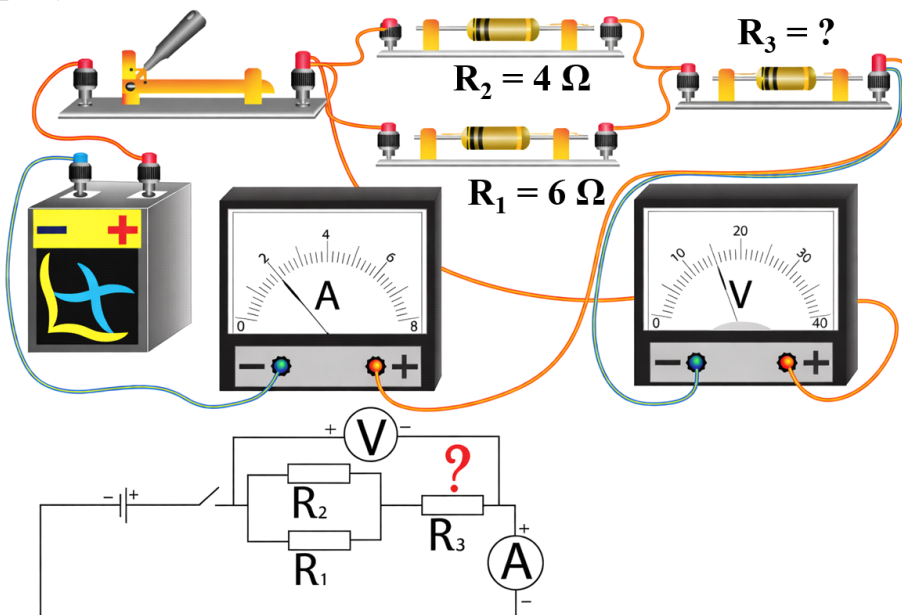 R₃ = ?
R₂ = 4 Ω
R₁ = 6 Ω
− +
0 2 4 6 8
A
− +
0 10 20 30 40
V
− +
+ V −
?
− +
R₂
R₃
R₁
+
A
−